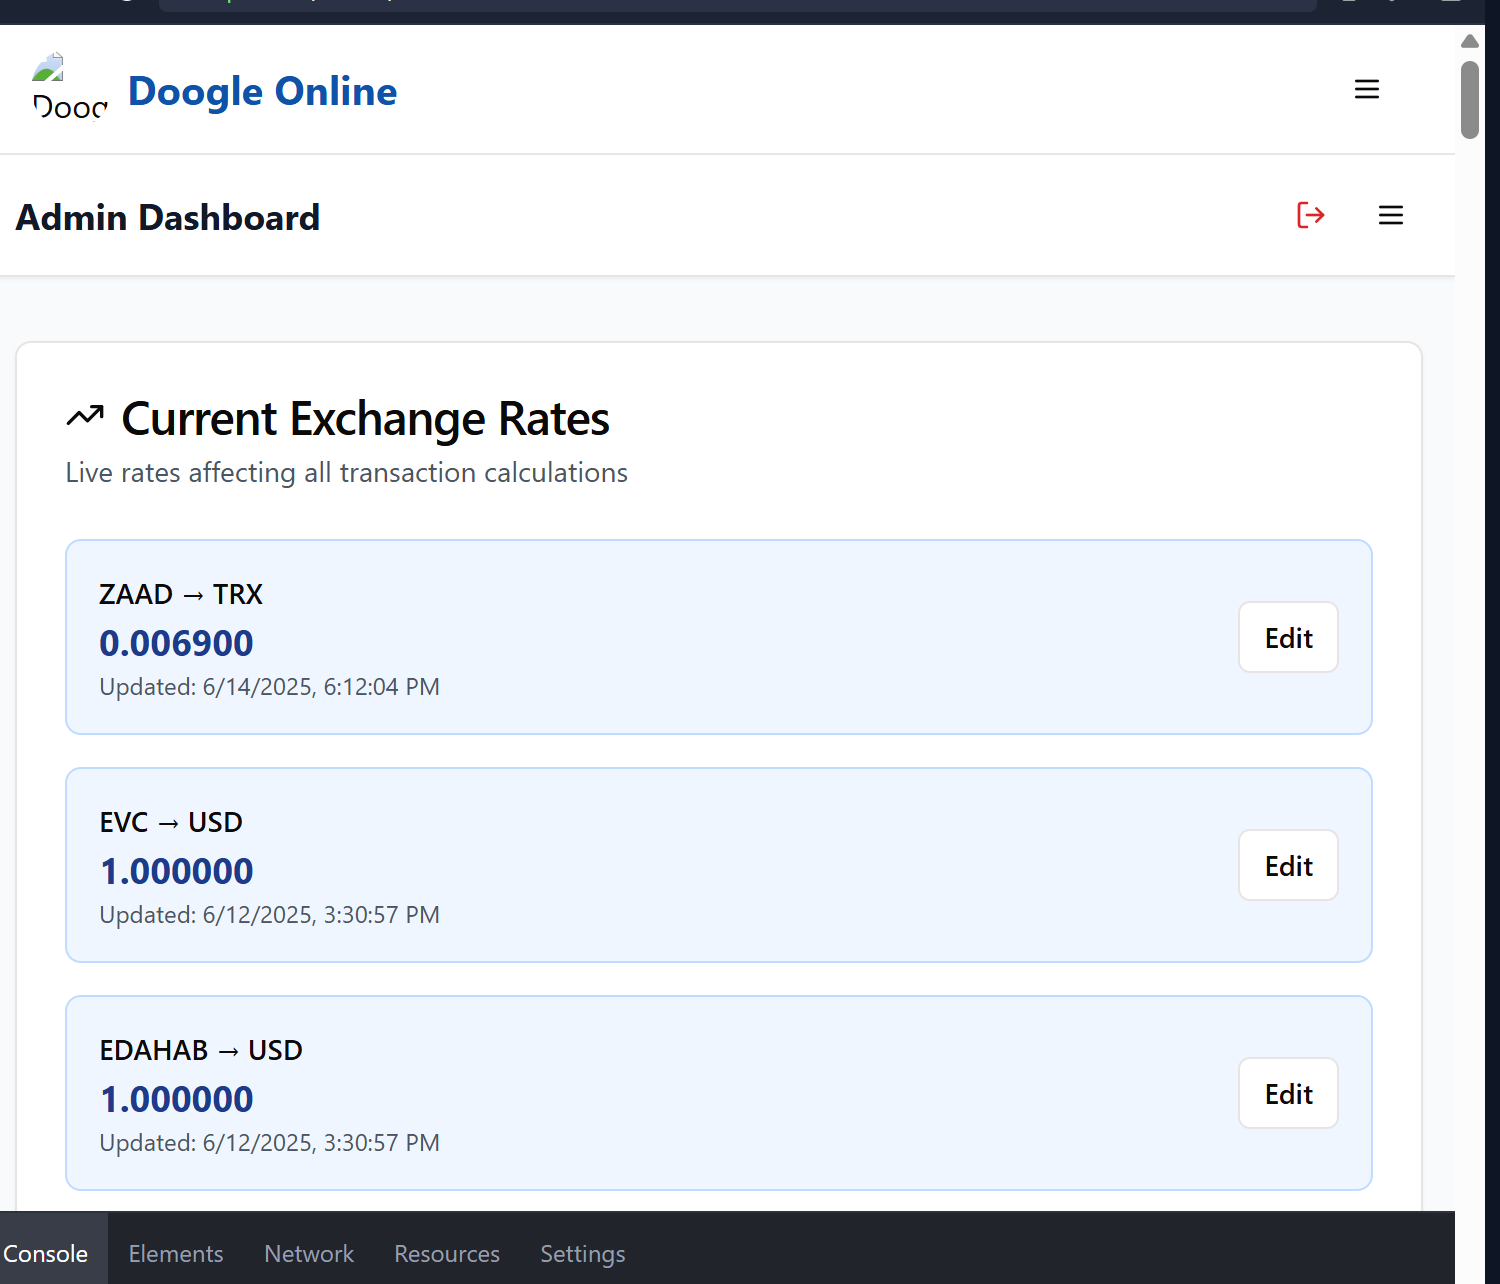 Doogle Online
Admin Dashboard
Current Exchange Rates
Live rates affecting all transaction calculations
ZAAD → TRX
0.006900
Updated: 6/14/2025, 6:12:04 PM
Edit
EVC → USD
1.000000
Updated: 6/12/2025, 3:30:57 PM
Edit
EDAHAB → USD
1.000000
Updated: 6/12/2025, 3:30:57 PM
Edit
Console Elements Network Resources Settings